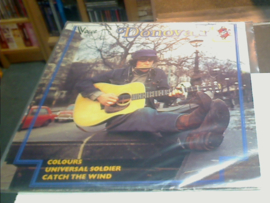 Donovan
COLOURS
UNIVERSAL SOLDIER
CATCH THE WIND